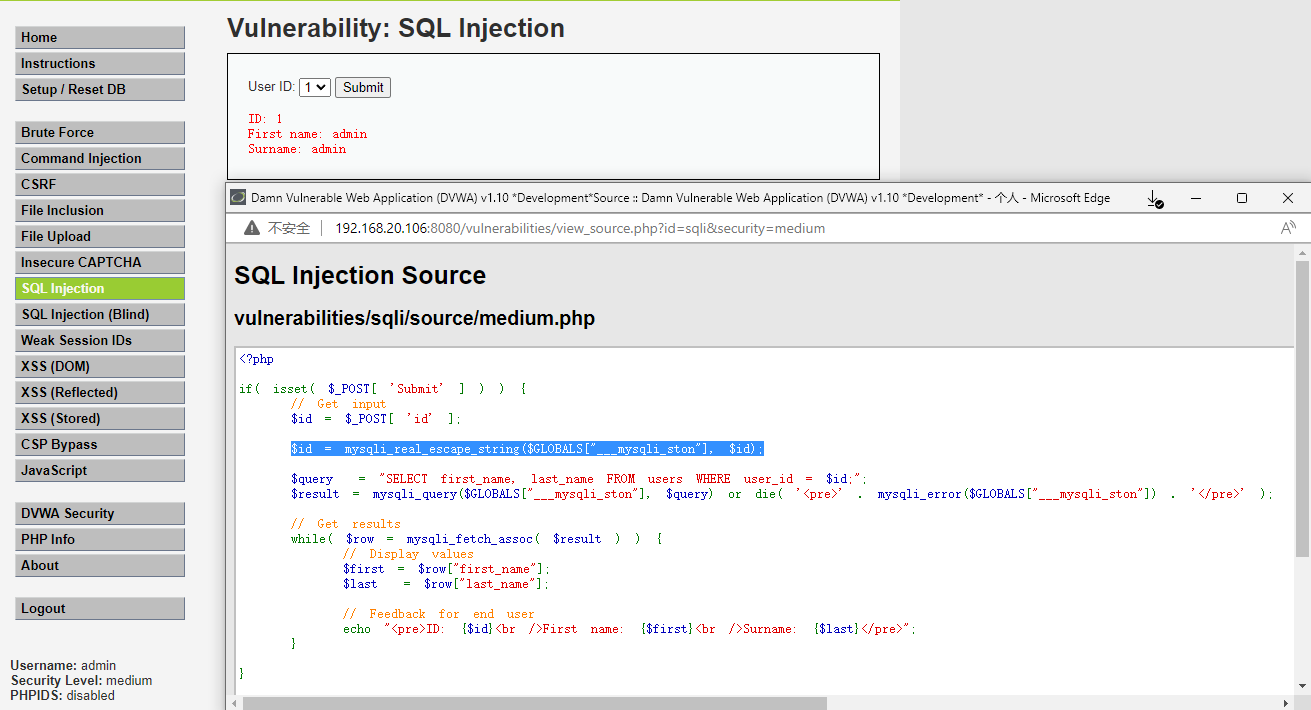 Vulnerability: SQL Injection
Home
Instructions
Setup / Reset DB
Brute Force
Command Injection
CSRF
File Inclusion
File Upload
Insecure CAPTCHA
SQL Injection
SQL Injection (Blind)
Weak Session IDs
XSS (DOM)
XSS (Reflected)
XSS (Stored)
CSP Bypass
JavaScript
DVWA Security
PHP Info
About
Logout
Username: admin
Security Level: medium
PHPIDS: disabled
User ID: 1 Submit
ID: 1
First name: admin
Surname: admin
Damn Vulnerable Web Application (DVWA) v1.10 *Development*Source :: Damn Vulnerable Web Application (DVWA) v1.10 *Development* - 个人 - Microsoft Edge
不安全 192.168.20.106:8080/vulnerabilities/view_source.php?id=sqli&security=medium
SQL Injection Source
vulnerabilities/sqli/source/medium.php
<?php
if( isset( $_POST[ 'Submit' ] ) ) {
// Get input
$id = $_POST[ 'id' ];
$id = mysqli_real_escape_string($GLOBALS["___mysqli_ston"], $id);
$query = "SELECT first_name, last_name FROM users WHERE user_id = $id;";
$result = mysqli_query($GLOBALS["___mysqli_ston"], $query) or die( '<pre>' . mysqli_error($GLOBALS["___mysqli_ston"]) . '</pre>' );
// Get results
while( $row = mysqli_fetch_assoc( $result ) ) {
// Display values
$first = $row["first_name"];
$last = $row["last_name"];
// Feedback for end user
echo "<pre>ID: {$id}<br />First name: {$first}<br />Surname: {$last}</pre>";
}
}